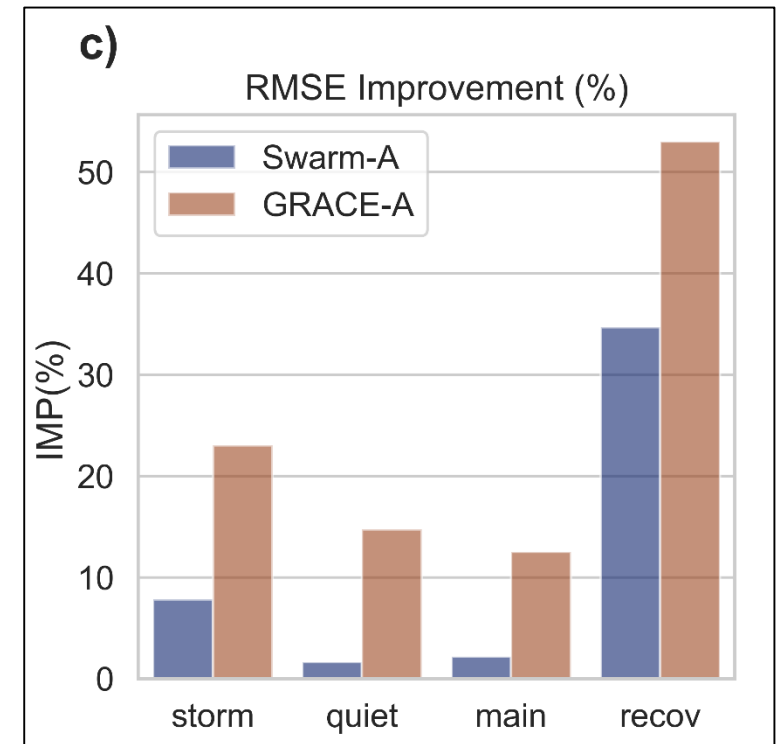 c)
RMSE Improvement (%)
Swarm-A
GRACE-A
IMP(%)
50
40
30
20
10
0
storm quiet main recov